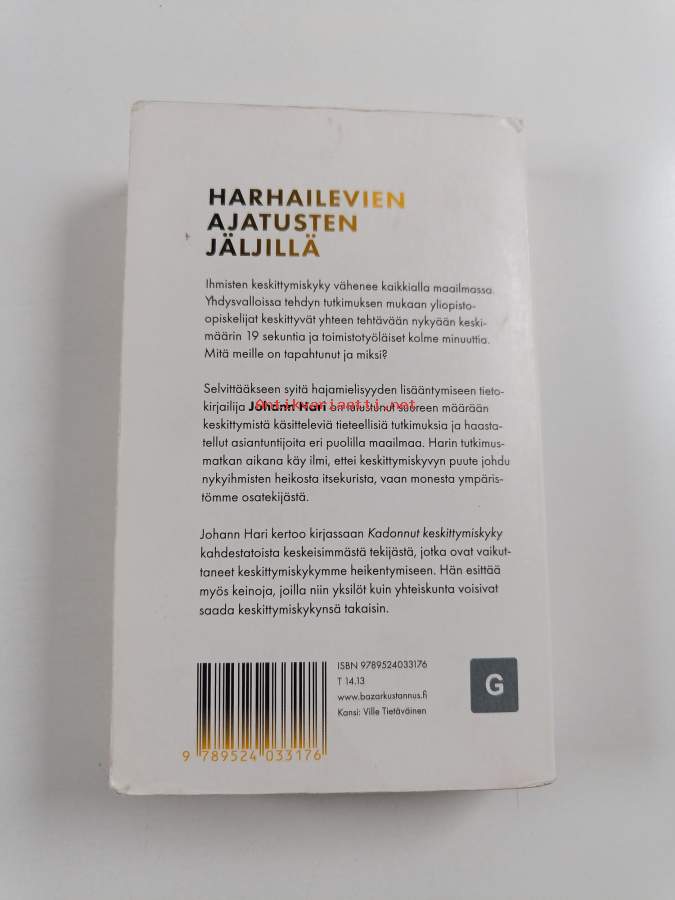 HARHAILEVIEN
AJATUSTEN
JÄLJILLÄ
Ihmisten keskittymiskyky vähenee kaikkialla maailmassa.
Yhdysvalloissa tehdyn tutkimuksen mukaan yliopisto-
opiskelijat keskittyvät yhteen tehtävään nykyään keski-
määrin 19 sekuntia ja toimistotyöläiset kolme minuuttia.
Mitä meille on tapahtunut ja miksi?
Selvittääkseen syitä hajamielisyyden lisääntymiseen tieto-
Antikvariaatti.net
kirjailija Johann Hari on tutustunut suureen määrään
keskittymistä käsitteleviä tieteellisiä tutkimuksia ja haasta-
tellut asiantuntijoita eri puolilla maailmaa. Harin tutkimus-
matkan aikana käy ilmi, ettei keskittymiskyvyn puute johdu
nykyihmisten heikosta itsekurista, vaan monesta ympäris-
tömme osatekijästä.
Johann Hari kertoo kirjassaan Kadonnut keskittymiskyky
kahdestatoista keskeisimmästä tekijästä, jotka ovat vaikut-
taneet keskittymiskykymme heikentymiseen. Hän esittää
myös keinoja, joilla niin yksilöt kuin yhteiskunta voisivat
saada keskittymiskykynsä takaisin.
ISBN 9789524033176
T 14.13
www.bazarkustannus.fi
Kansi: Ville Tietäväinen
G
9 789524 033176